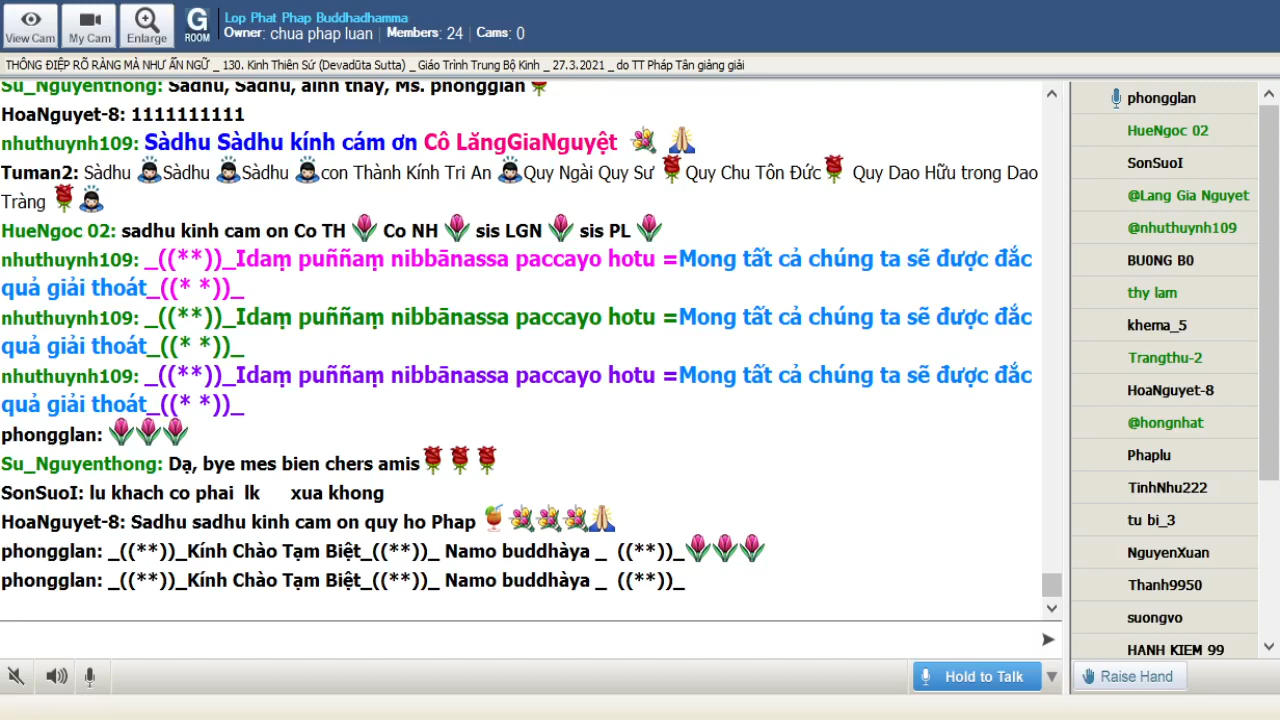 View Cam
My Cam
Enlarge
G
ROOM
Lop Phat Phap Buddhadhamma
Owner: chua phap luan Members: 24 Cams: 0
THÔNG ĐIỆP RÕ RÀNG MÀ NHƯ ẨN NGỮ _ 130. Kinh Thiên Sứ (Devadūta Sutta) _ Giáo Trình Trung Bộ Kinh _ 27.3.2021 _ do TT Pháp Tân giảng giải
Su_Nguyenthong: Sadhu, Sadhu, ainh thay, Ms. phongglan
HoaNguyet-8: 1111111111
nhuthuynh109: Sàdhu Sàdhu kính cám ơn Cô LăngGiaNguyệt
Tuman2: Sàdhu Sàdhu Sàdhu con Thành Kính Tri An Quy Ngài Quy Sư Quy Chu Tôn Đức Quy Dao Hữu trong Dao
Tràng
HueNgoc 02: sadhu kinh cam on Co TH Co NH sis LGN sis PL
nhuthuynh109: _((**))_Idaṃ puññaṃ nibbānassa paccayo hotu =Mong tất cả chúng ta sẽ được đắc
quả giải thoát_((* *))_
nhuthuynh109: _((**))_Idaṃ puññaṃ nibbānassa paccayo hotu =Mong tất cả chúng ta sẽ được đắc
quả giải thoát_((* *))_
nhuthuynh109: _((**))_Idaṃ puññaṃ nibbānassa paccayo hotu =Mong tất cả chúng ta sẽ được đắc
quả giải thoát_((* *))_
phongglan:
Su_Nguyenthong: Dạ, bye mes bien chers amis
SonSuoI: lu khach co phai lk xua khong
HoaNguyet-8: Sadhu sadhu kinh cam on quy ho Phap
phongglan: _((**))_Kính Chào Tạm Biệt_((**))_ Namo buddhàya _ ((**))_
phongglan: _((**))_Kính Chào Tạm Biệt_((**))_ Namo buddhàya _ ((**))_
phongglan
HueNgoc 02
SonSuoI
@Lang Gia Nguyet
@nhuthuynh109
BU0NG B0
thy lam
khema_5
Trangthu-2
HoaNguyet-8
@hongnhat
Phaplu
TinhNhu222
tu bi_3
NguyenXuan
Thanh9950
suongvo
HANH KIEM 99
Hold to Talk
Raise Hand